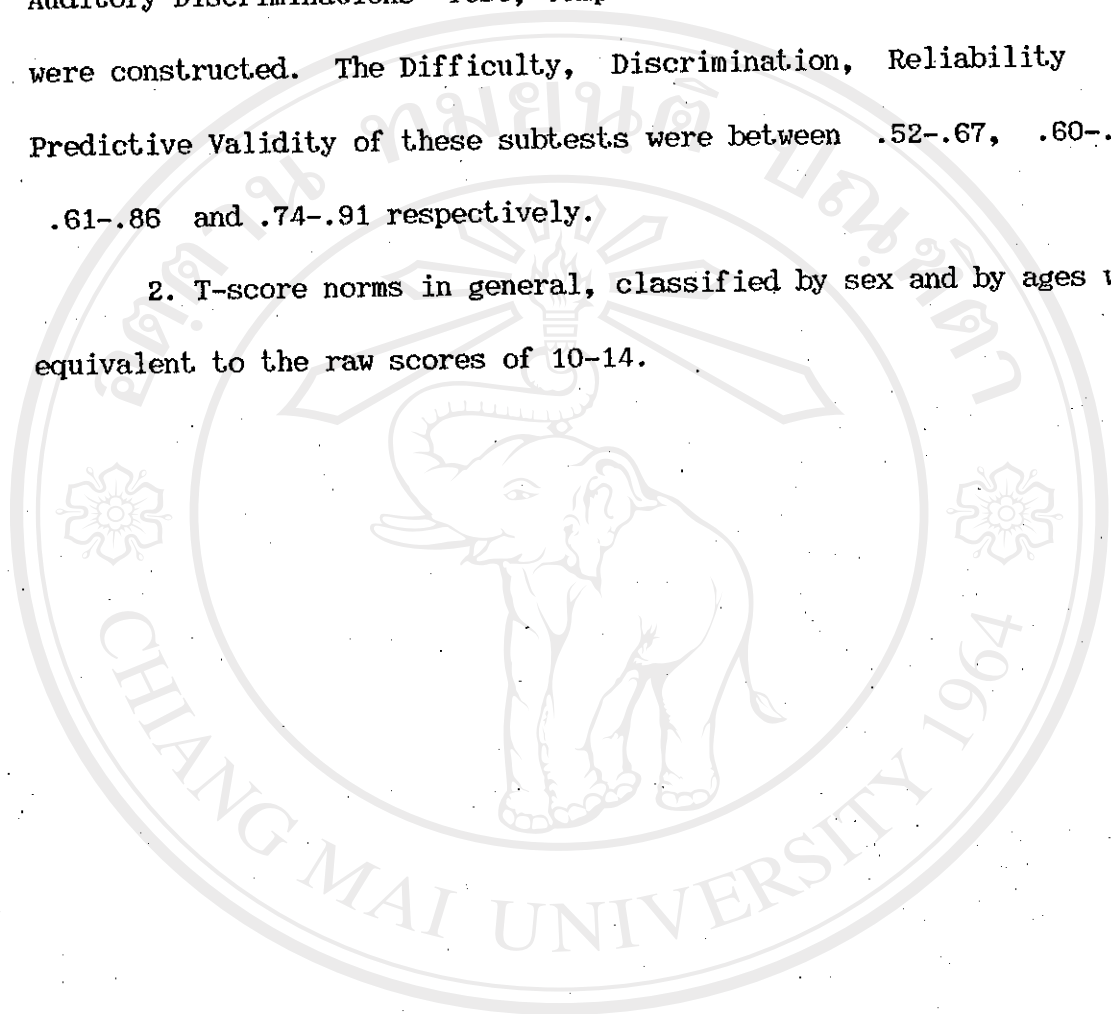 were constructed. The Difficulty, Discrimination, Reliability
Predictive Validity of these subtests were between .52-.67, .60-.
.61-.86 and .74-.91 respectively.
2. T-score norms in general, classified by sex and by ages
equivalent to the raw scores of 10-14.
CHIANG MAI UNIVERSITY 1964